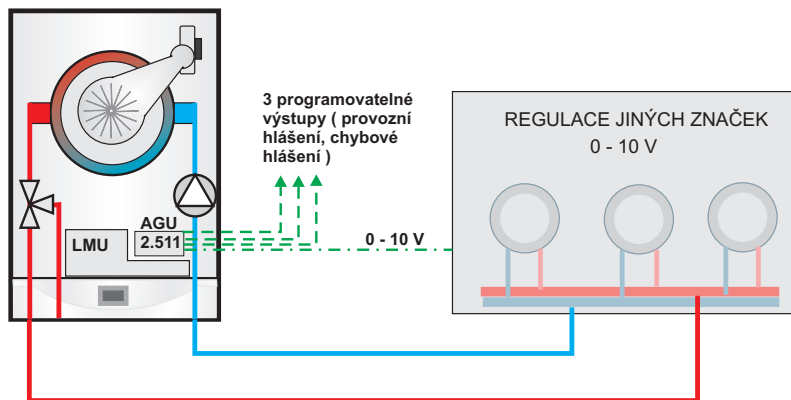 3 programovatelné
výstupy ( provozní
hlášení, chybové
hlášení )
REGULACE JINÝCH ZNAČEK
0 - 10 V
AGU
2.511
LMU
0 - 10 V